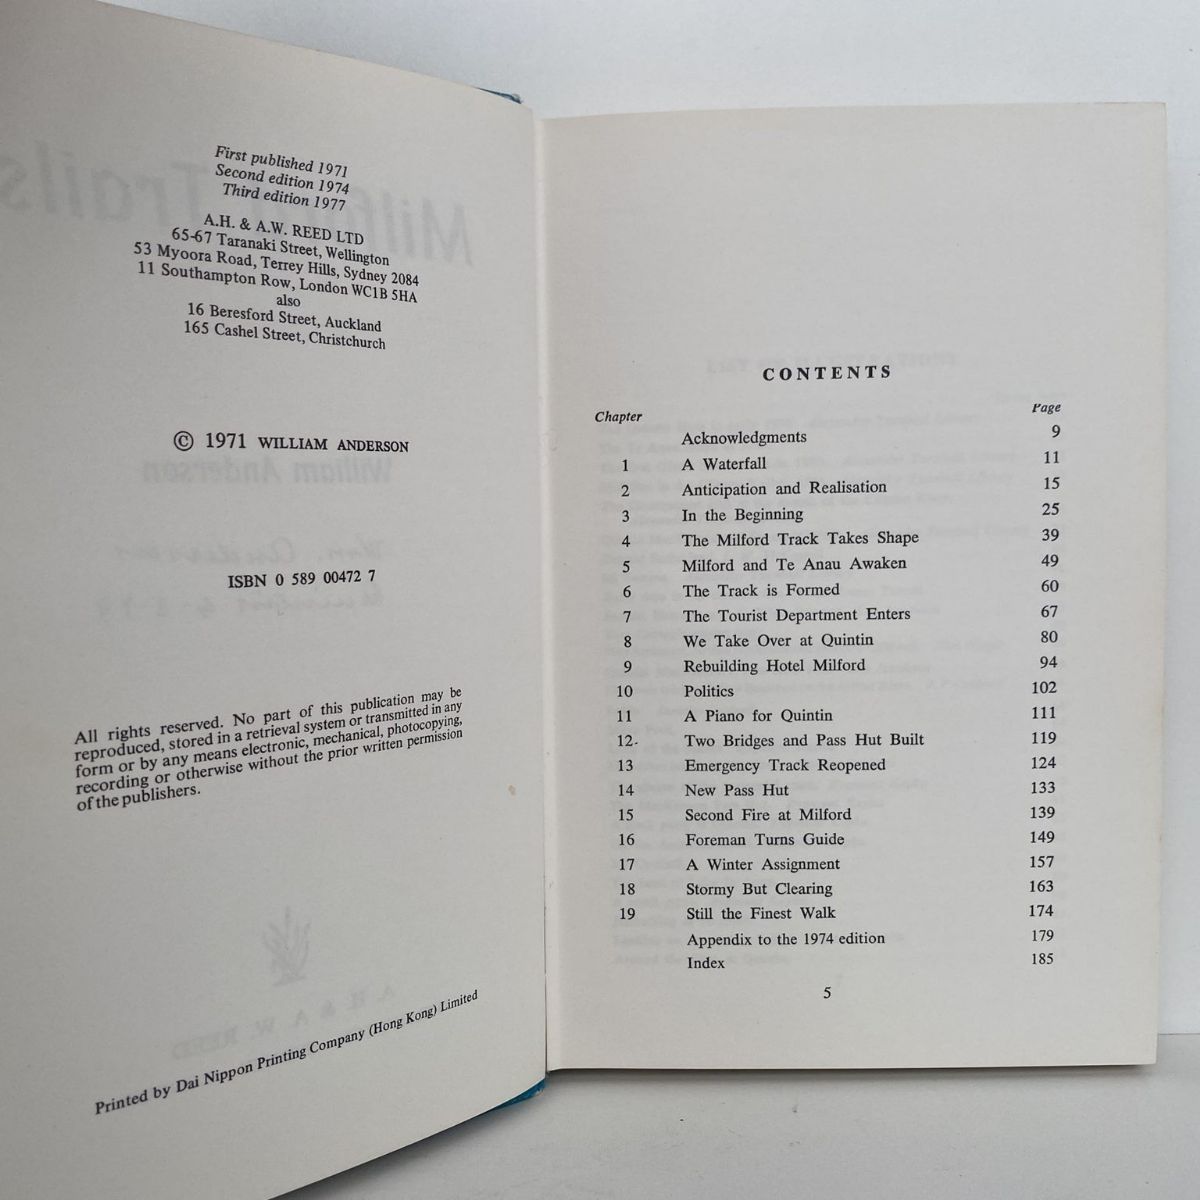 First published 1971
Second edition 1974
Third edition 1977
A.H. & A.W. REED LTD
65-67 Taranaki Street, Wellington
53 Myoora Road, Terrey Hills, Sydney 2084
11 Southampton Row, London WC1B 5HA
also
16 Beresford Street, Auckland
165 Cashel Street, Christchurch
© 1971 WILLIAM ANDERSON
ISBN 0 589 00472 7
All rights reserved. No part of this publication may be
reproduced, stored in a retrieval system or transmitted in any
form or by any means electronic, mechanical, photocopying,
recording or otherwise without the prior written permission
of the publishers.
Printed by Dai Nippon Printing Company (Hong Kong) Limited
CONTENTS
Chapter Page
Acknowledgments 9
1 A Waterfall 11
2 Anticipation and Realisation 15
3 In the Beginning 25
4 The Milford Track Takes Shape 39
5 Milford and Te Anau Awaken 49
6 The Track is Formed 60
7 The Tourist Department Enters 67
8 We Take Over at Quintin 80
9 Rebuilding Hotel Milford 94
10 Politics 102
11 A Piano for Quintin 111
12 Two Bridges and Pass Hut Built 119
13 Emergency Track Reopened 124
14 New Pass Hut 133
15 Second Fire at Milford 139
16 Foreman Turns Guide 149
17 A Winter Assignment 157
18 Stormy But Clearing 163
19 Still the Finest Walk 174
Appendix to the 1974 edition 179
Index 185
5